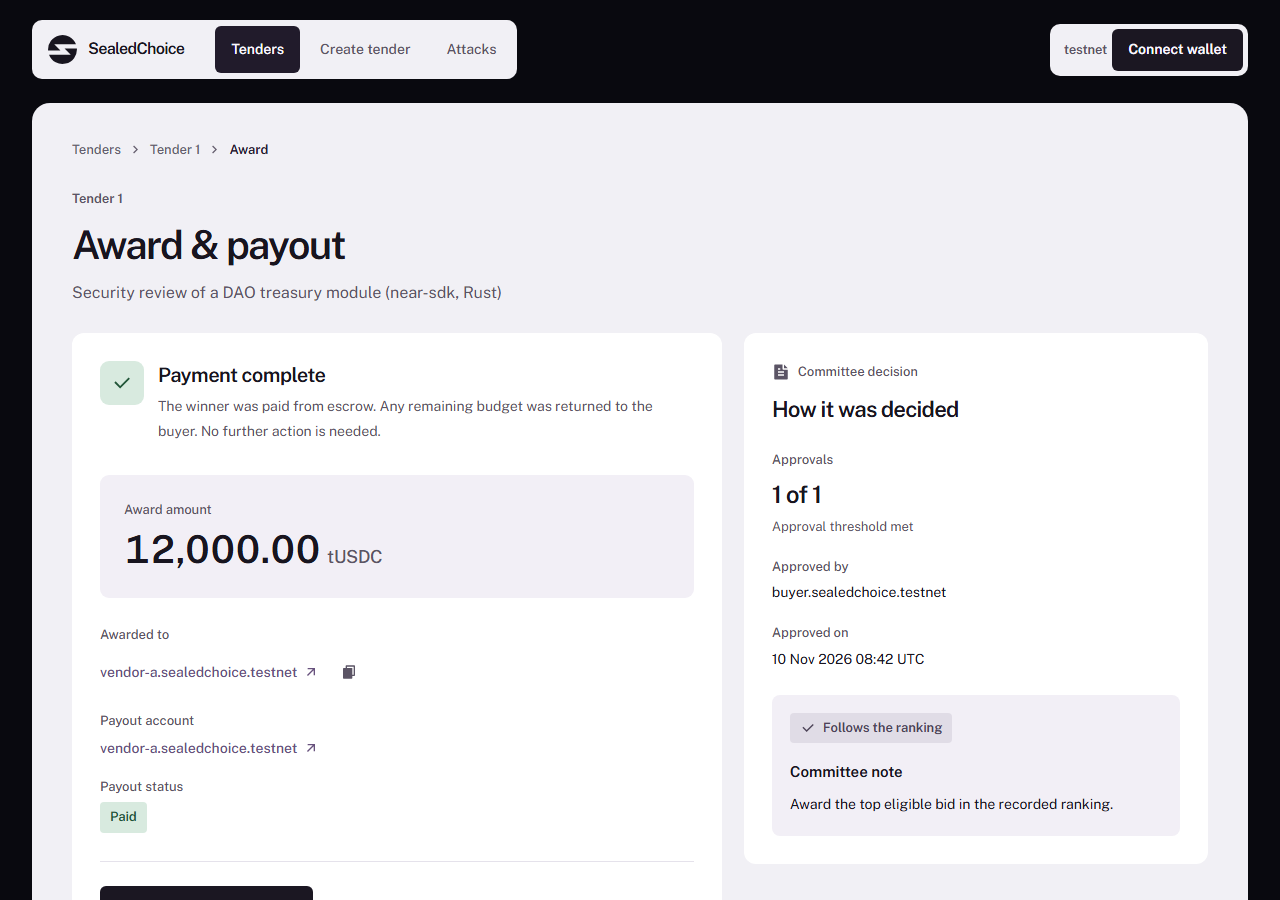 SealedChoice
Tenders
Create tender
Attacks
testnet
Connect wallet
Tenders
Tender 1
Award
Tender 1
Award & payout
Security review of a DAO treasury module (near-sdk, Rust)
Payment complete
The winner was paid from escrow. Any remaining budget was returned to the
buyer. No further action is needed.
Award amount
12,000.00 tUSDC
Awarded to
vendor-a.sealedchoice.testnet
Payout account
vendor-a.sealedchoice.testnet
Payout status
Paid
Committee decision
How it was decided
Approvals
1 of 1
Approval threshold met
Approved by
buyer.sealedchoice.testnet
Approved on
10 Nov 2026 08:42 UTC
Follows the ranking
Committee note
Award the top eligible bid in the recorded ranking.